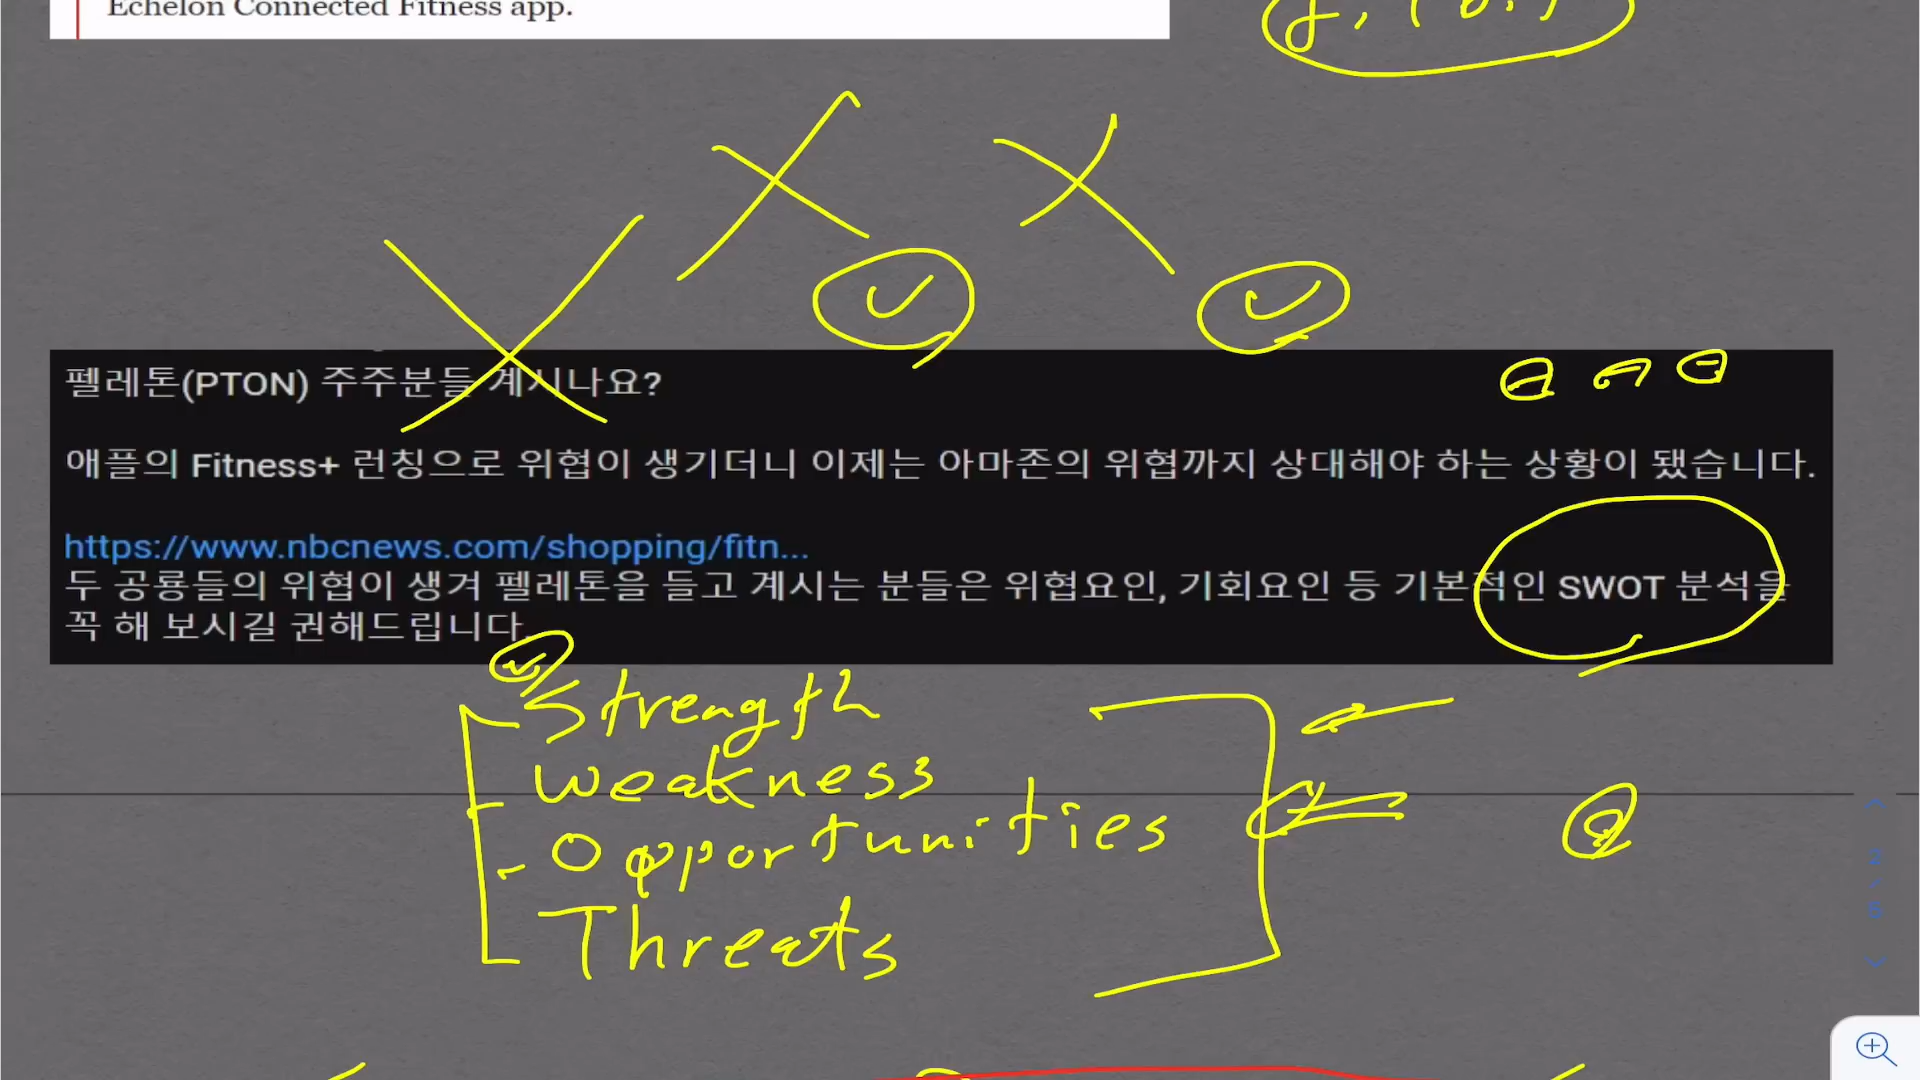 Echelon Connected Fitness app.
펠레톤(PTON) 주주분들 계시나요?
애플의 Fitness+ 런칭으로 위협이 생기더니 이제는 아마존의 위협까지 상대해야 하는 상황이 됐습니다.
https://www.nbcnews.com/shopping/fitn...
두 공룡들의 위협이 생겨 펠레톤을 들고 계시는 분들은 위협요인, 기회요인 등 기본적인 SWOT 분석을
꼭 해 보시길 권해드립니다.
Strength
Weakness
Opportunities
Threats